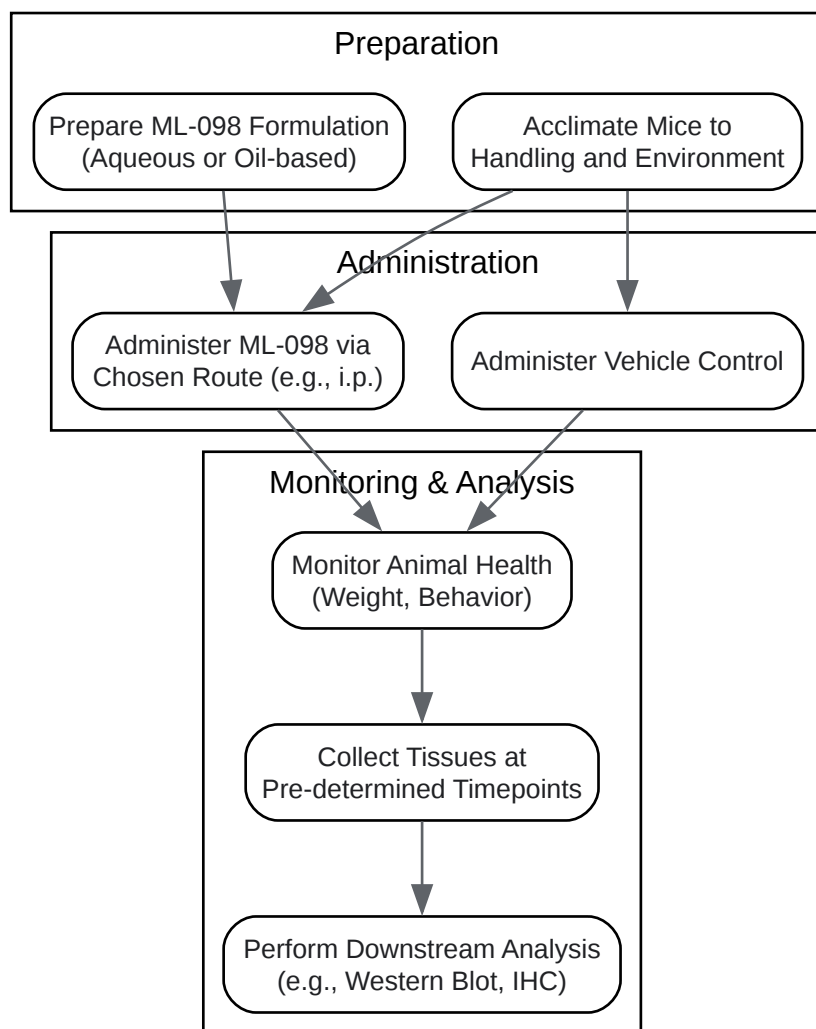 Preparation
Prepare ML-098 Formulation
(Aqueous or Oil-based)
Acclimate Mice to
Handling and Environment
Administration
Administer ML-098 via
Chosen Route (e.g., i.p.)
Administer Vehicle Control
Monitoring & Analysis
Monitor Animal Health
(Weight, Behavior)
Collect Tissues at
Pre-determined Timepoints
Perform Downstream Analysis
(e.g., Western Blot, IHC)